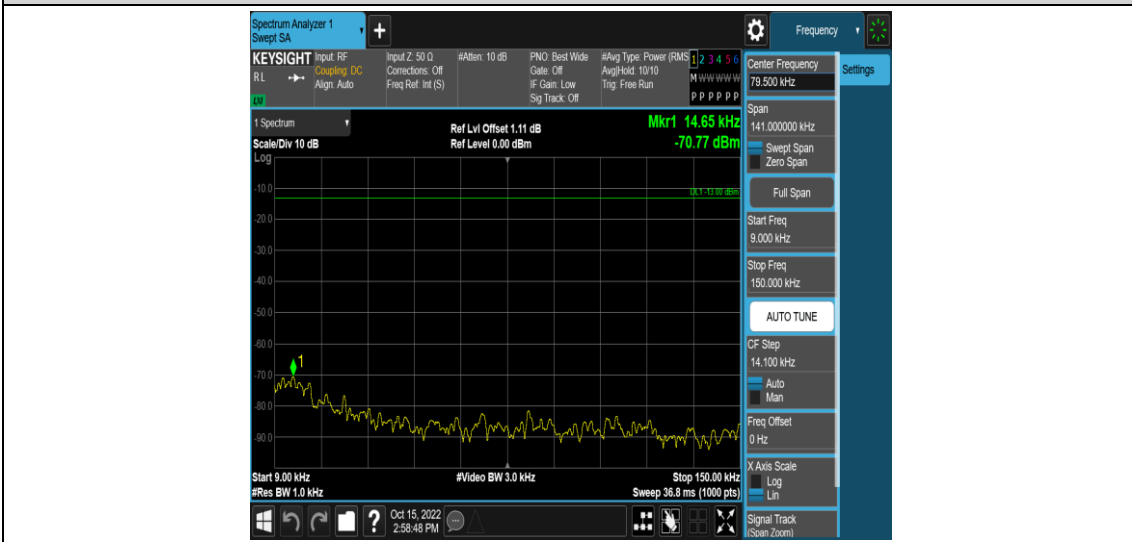 Spectrum Analyzer 1
Swept SA
+
Frequency
KEYSIGHT
RL
LXI
Input: RF
Coupling: DC
Align: Auto
Input Z: 50 Ω
Corrections: Off
Freq Ref: Int (S)
#Atten: 10 dB
PNO: Best Wide
Gate: Off
IF Gain: Low
Sig Track: Off
#Avg Type: Power (RMS
Avg|Hold: 10/10
Trig: Free Run
1 2 3 4 5 6
M W W W W W
P P P P P P
1 Spectrum
Scale/Div 10 dB
Log
Ref Lvl Offset 1.11 dB
Ref Level 0.00 dBm
Mkr1 14.65 kHz
-70.77 dBm
DL1 -13.00 dBm
-10.0
-20.0
-30.0
-40.0
-50.0
-60.0
-70.0
-80.0
-90.0
1
Start 9.00 kHz
#Res BW 1.0 kHz
#Video BW 3.0 kHz
Stop 150.00 kHz
Sweep 36.8 ms (1000 pts)
?
Oct 15, 2022
2:58:48 PM
Center Frequency
79.500 kHz
Settings
Span
141.000000 kHz
Swept Span
Zero Span
Full Span
Start Freq
9.000 kHz
Stop Freq
150.000 kHz
AUTO TUNE
CF Step
14.100 kHz
Auto
Man
Freq Offset
0 Hz
X Axis Scale
Log
Lin
Signal Track
(Span Zoom)